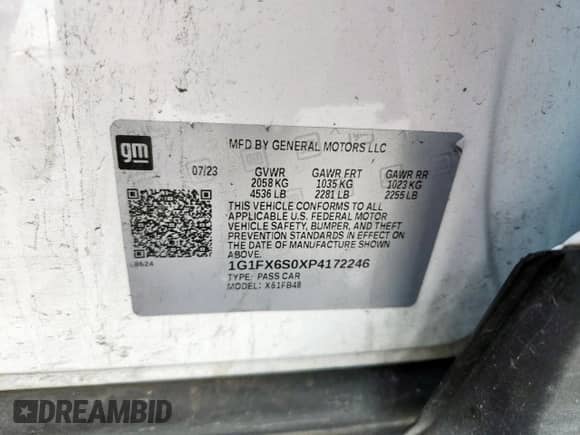 gm
MFD BY GENERAL MOTORS LLC
07/23
GVWR GAWR FRT GAWR RR
2058 KG 1035 KG 1023 KG
4536 LB 2281 LB 2255 LB
THIS VEHICLE CONFORMS TO ALL
APPLICABLE U.S. FEDERAL MOTOR
VEHICLE SAFETY, BUMPER, AND THEFT
PREVENTION STANDARDS IN EFFECT ON
THE DATE OF MANUFACTURE SHOWN
ABOVE.
L8624
1G1FX6S0XP4172246
TYPE: PASS CAR
MODEL: X61FB48
DREAMBID